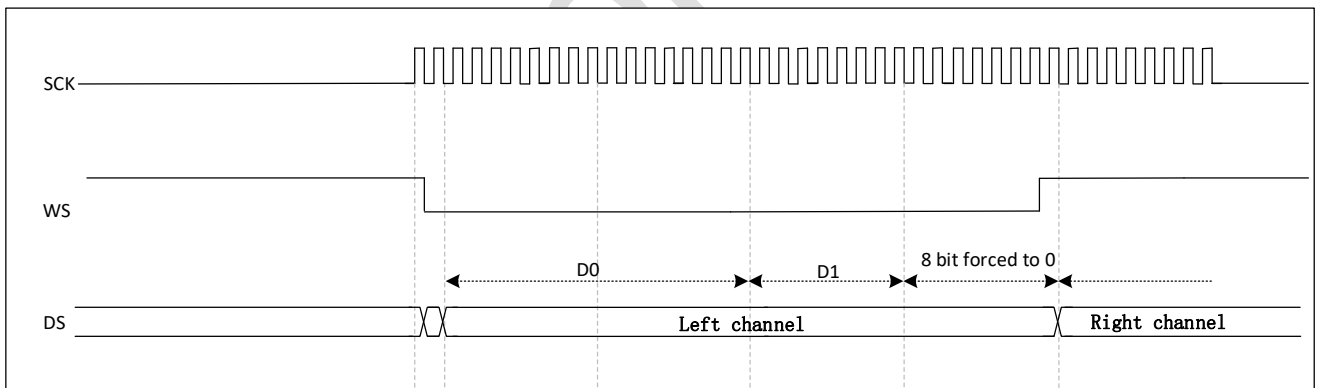 SCK
WS
D0
D1
8 bit forced to 0
DS
Left channel
Right channel